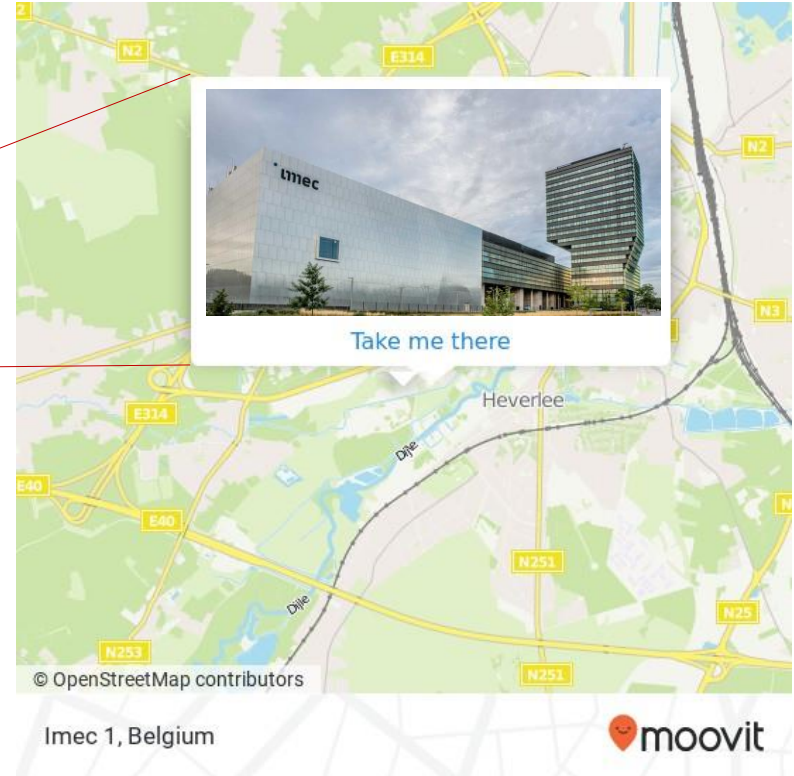 2
N2
E314
N2
imec
N3
Take me there
Heverlee
E314
Dijle
E40
E40
N251
Dijle
N25
N253
N251
© OpenStreetMap contributors
Imec 1, Belgium
moovit